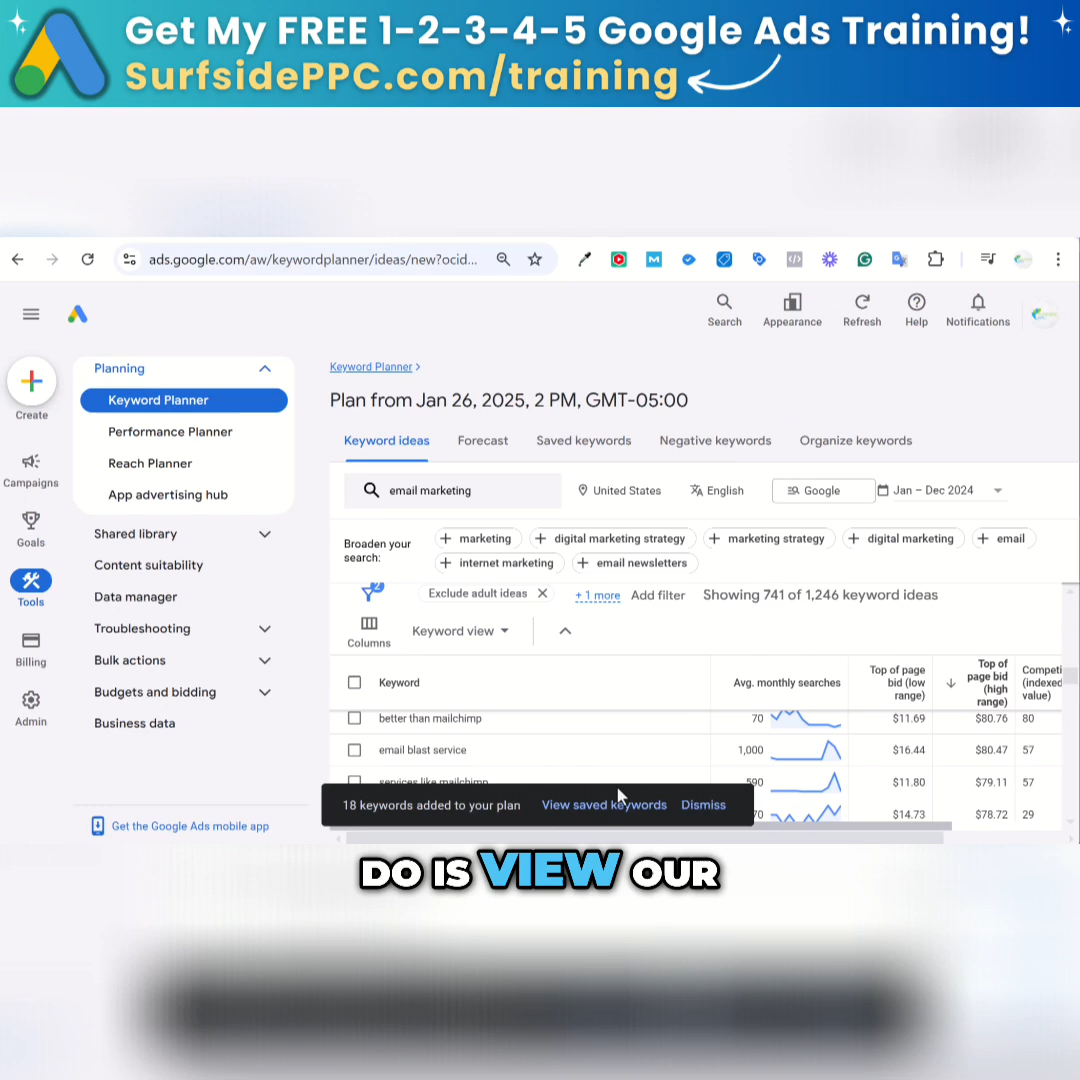 Get My FREE 1-2-3-4-5 Google Ads Training!
SurfsidePPC.com/training
ads.google.com/aw/keywordplanner/ideas/new?ocid...
Search
Appearance
Refresh
Help
Notifications
Create
Campaigns
Goals
Tools
Billing
Admin
Planning
Keyword Planner
Performance Planner
Reach Planner
App advertising hub
Shared library
Content suitability
Data manager
Troubleshooting
Bulk actions
Budgets and bidding
Business data
Get the Google Ads mobile app
Keyword Planner >
Plan from Jan 26, 2025, 2 PM, GMT-05:00
Keyword ideas Forecast Saved keywords Negative keywords Organize keywords
email marketing United States English Google Jan – Dec 2024
Broaden your search:
+ marketing + digital marketing strategy + marketing strategy + digital marketing + email
+ internet marketing + email newsletters
2 Exclude adult ideas + 1 more Add filter Showing 741 of 1,246 keyword ideas
Columns Keyword view
Keyword Avg. monthly searches Top of page bid (low range) Top of page bid (high range) Competi (indexed value)
better than mailchimp 70 $11.69 $80.76 80
email blast service 1,000 $16.44 $80.47 57
services like mailchimp 590 $11.80 $79.11 57
70 $14.73 $78.72 29
18 keywords added to your plan View saved keywords Dismiss
DO IS VIEW OUR